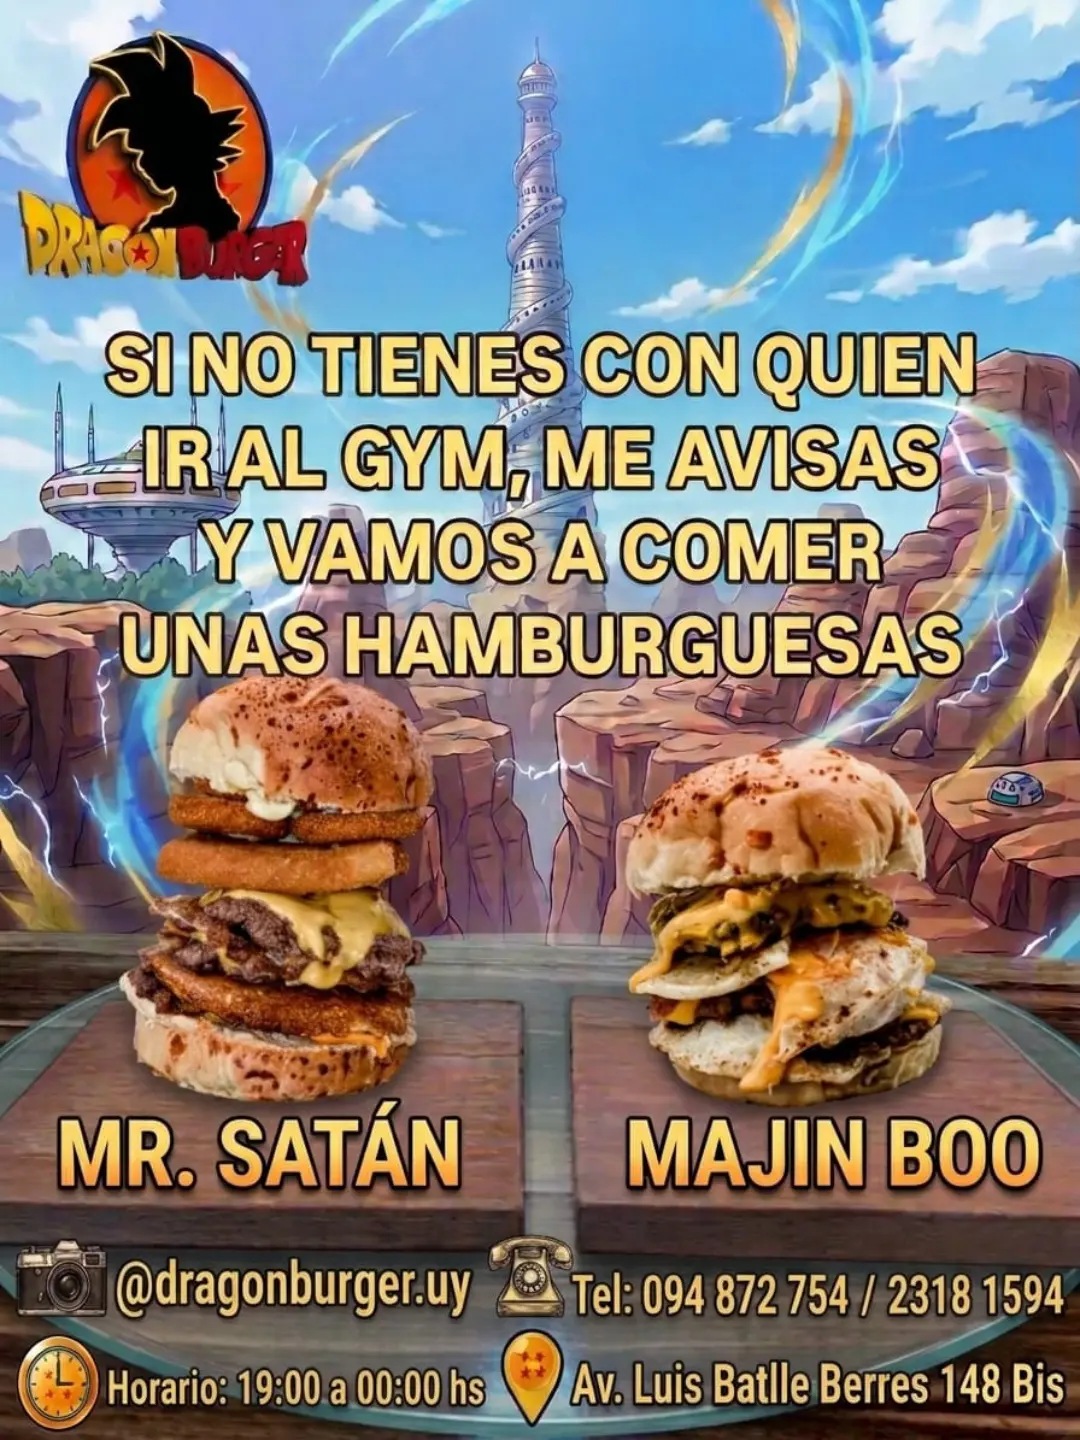 DRAGON BURGER
SI NO TIENES CON QUIEN
IR AL GYM, ME AVISAS
Y VAMOS A COMER
UNAS HAMBURGUESAS
MR. SATÁN
MAJIN BOO
@dragonburger.uy
Tel: 094 872 754 / 2318 1594
Horario: 19:00 a 00:00 hs
Av. Luis Batlle Berres 148 Bis